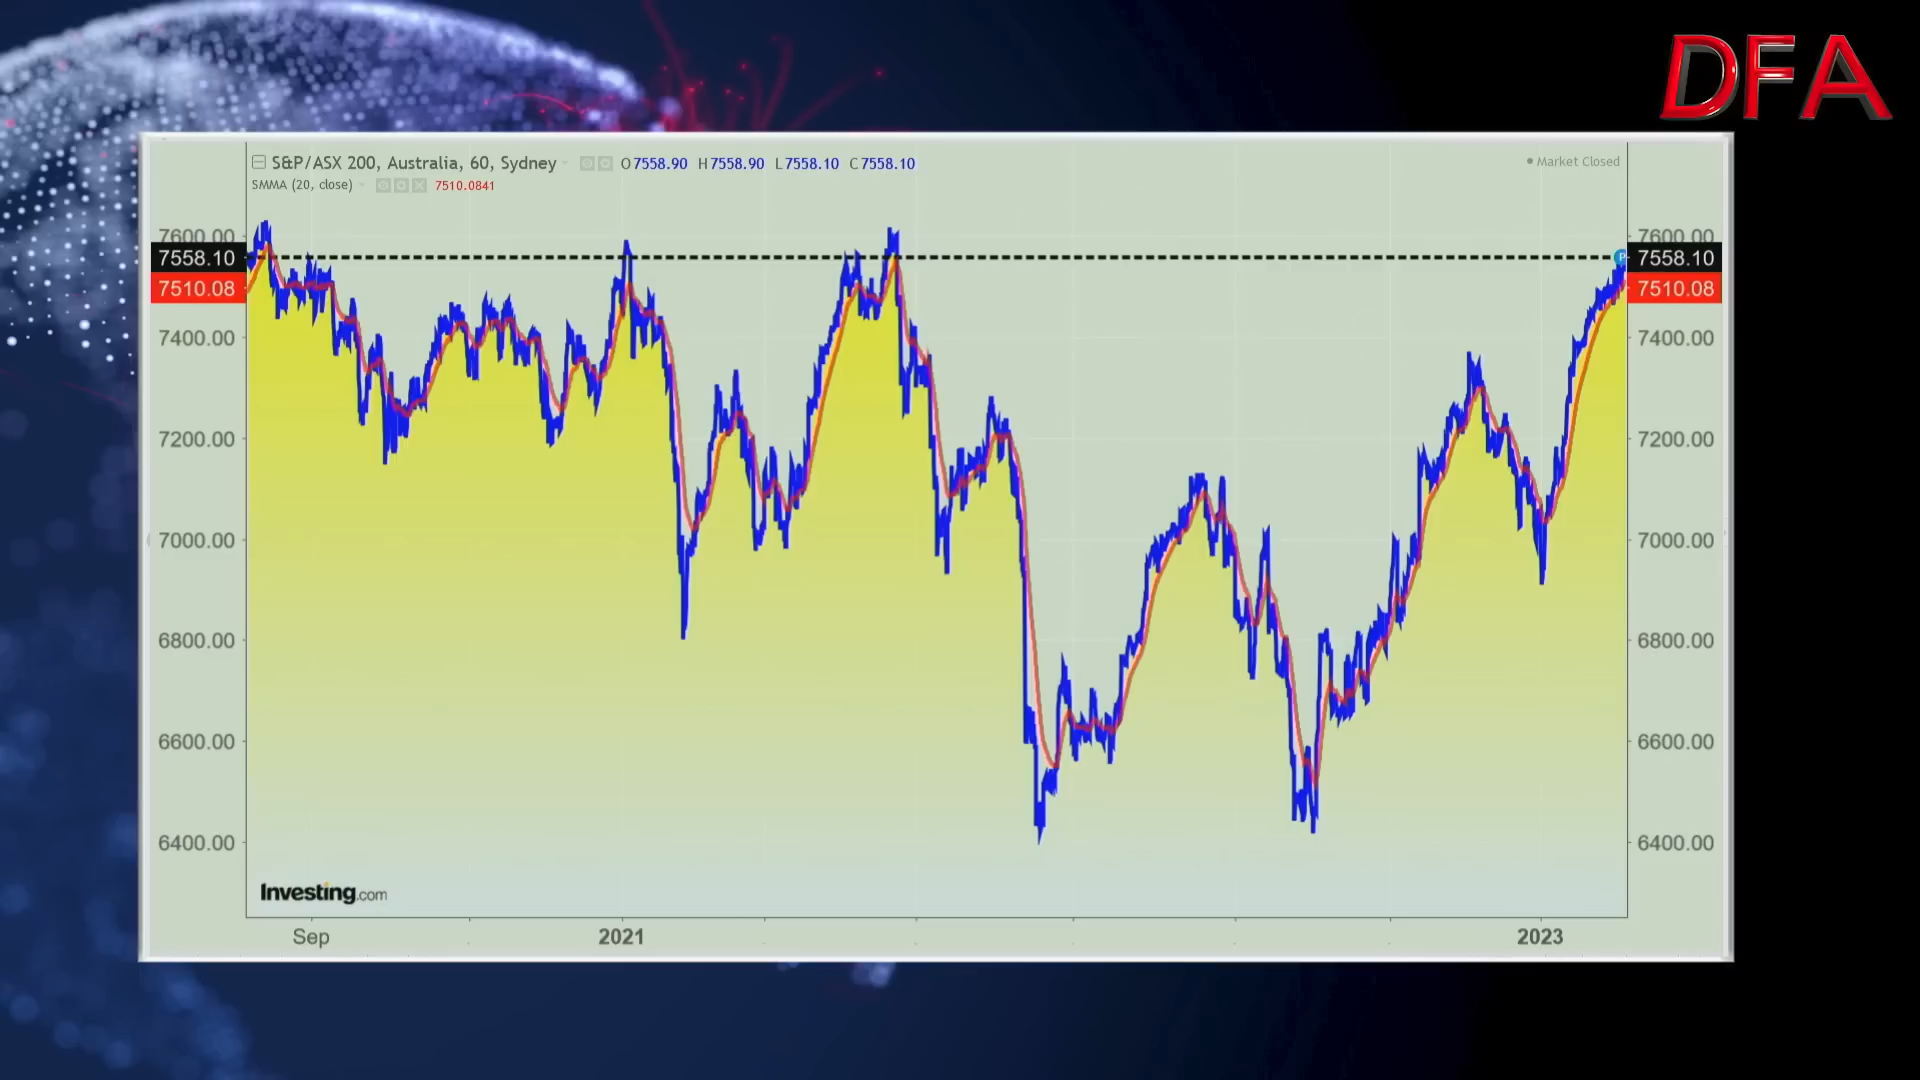 DFA
S&P/ASX 200, Australia, 60, Sydney O7558.90 H7558.90 L7558.10 C7558.10
Market Closed
SMMA (20, close) 7510.0841
7600.00 7600.00
7558.10 P 7558.10
7510.08 7510.08
7400.00 7400.00
7200.00 7200.00
7000.00 7000.00
6800.00 6800.00
6600.00 6600.00
6400.00 6400.00
Investing.com
Sep 2021 2023